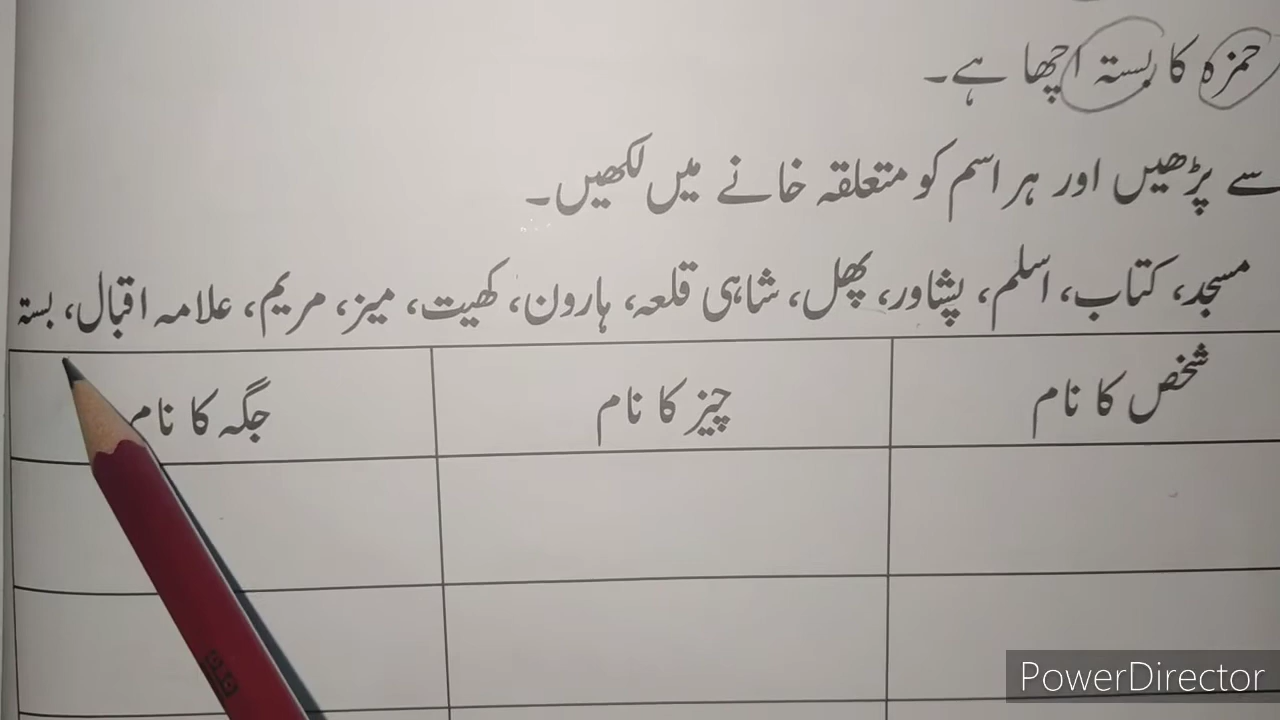 حمزہ کا بستہ اچھا ہے۔
سے پڑھیں اور ہر اسم کو متعلقہ خانے میں لکھیں۔
مسجد، کتاب، اسلم، پشاور، پھل، شاہی قلعہ، ہارون، کھیت، میز، مریم، علامہ اقبال، بستہ
شخص کا نام
چیز کا نام
جگہ کا نام
PowerDirector